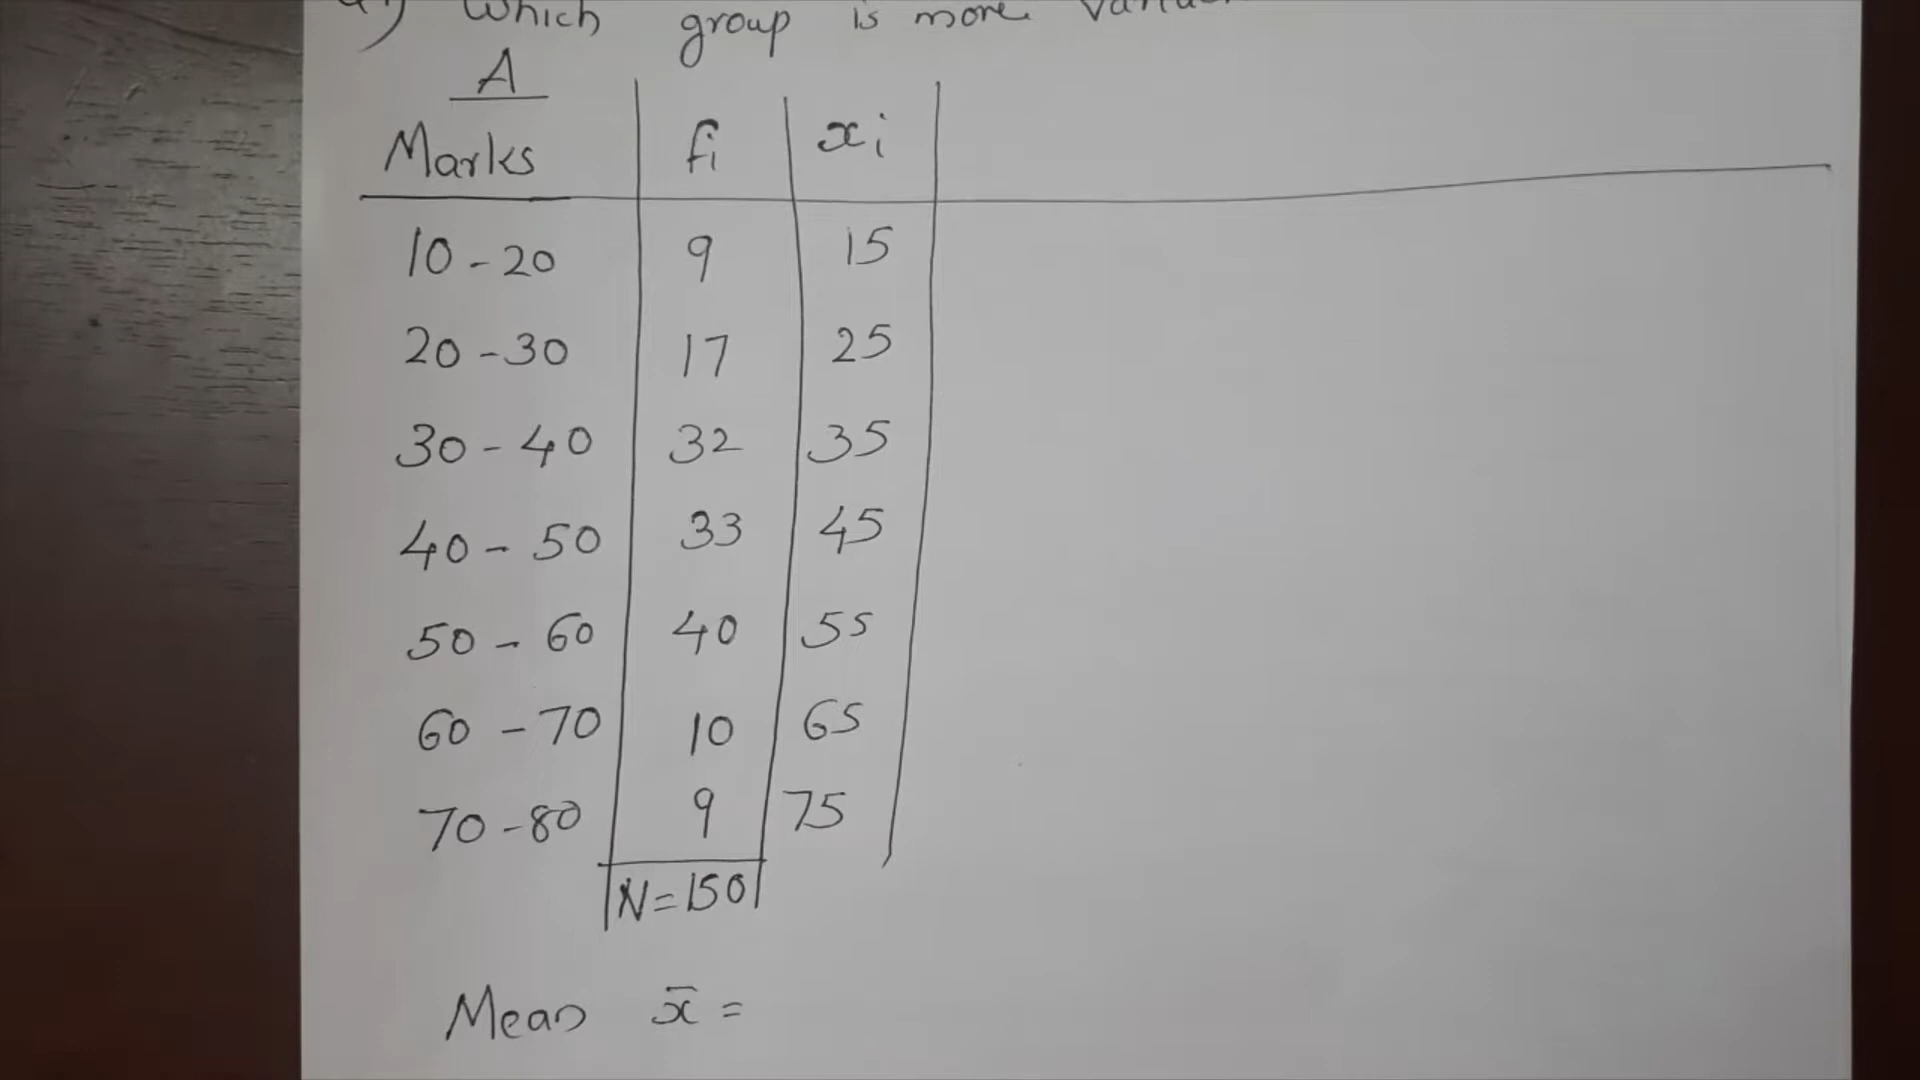 which group is more
A
Marks fi xi
10-20 9 15
20-30 17 25
30-40 32 35
40-50 33 45
50-60 40 55
60-70 10 65
70-80 9 75
N=150
Mean x̄ =